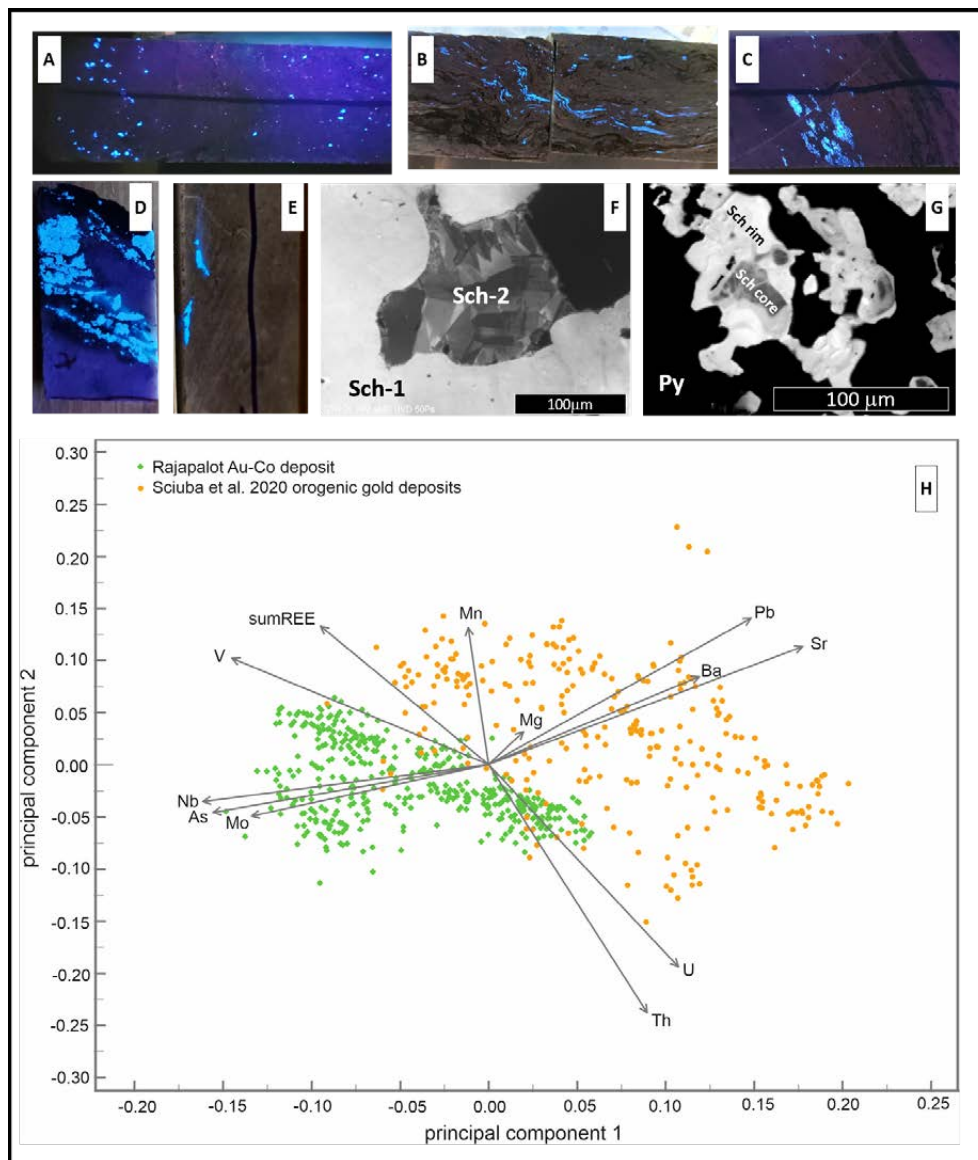 A
B
C
D
E
F
Sch-2
Sch-1
100μm
G
Sch rim
Sch core
Py
100 μm
H
Rajapalot Au-Co deposit
Sciuba et al. 2020 orogenic gold deposits
principal component 2
0.30
0.25
0.20
0.15
0.10
0.05
0.00
-0.05
-0.10
-0.15
-0.20
-0.25
-0.30
sumREE
Mn
Pb
V
Sr
Ba
Mg
Nb
As
Mo
U
Th
-0.20
-0.15
-0.10
-0.05
0.00
0.05
0.10
0.15
0.20
0.25
principal component 1